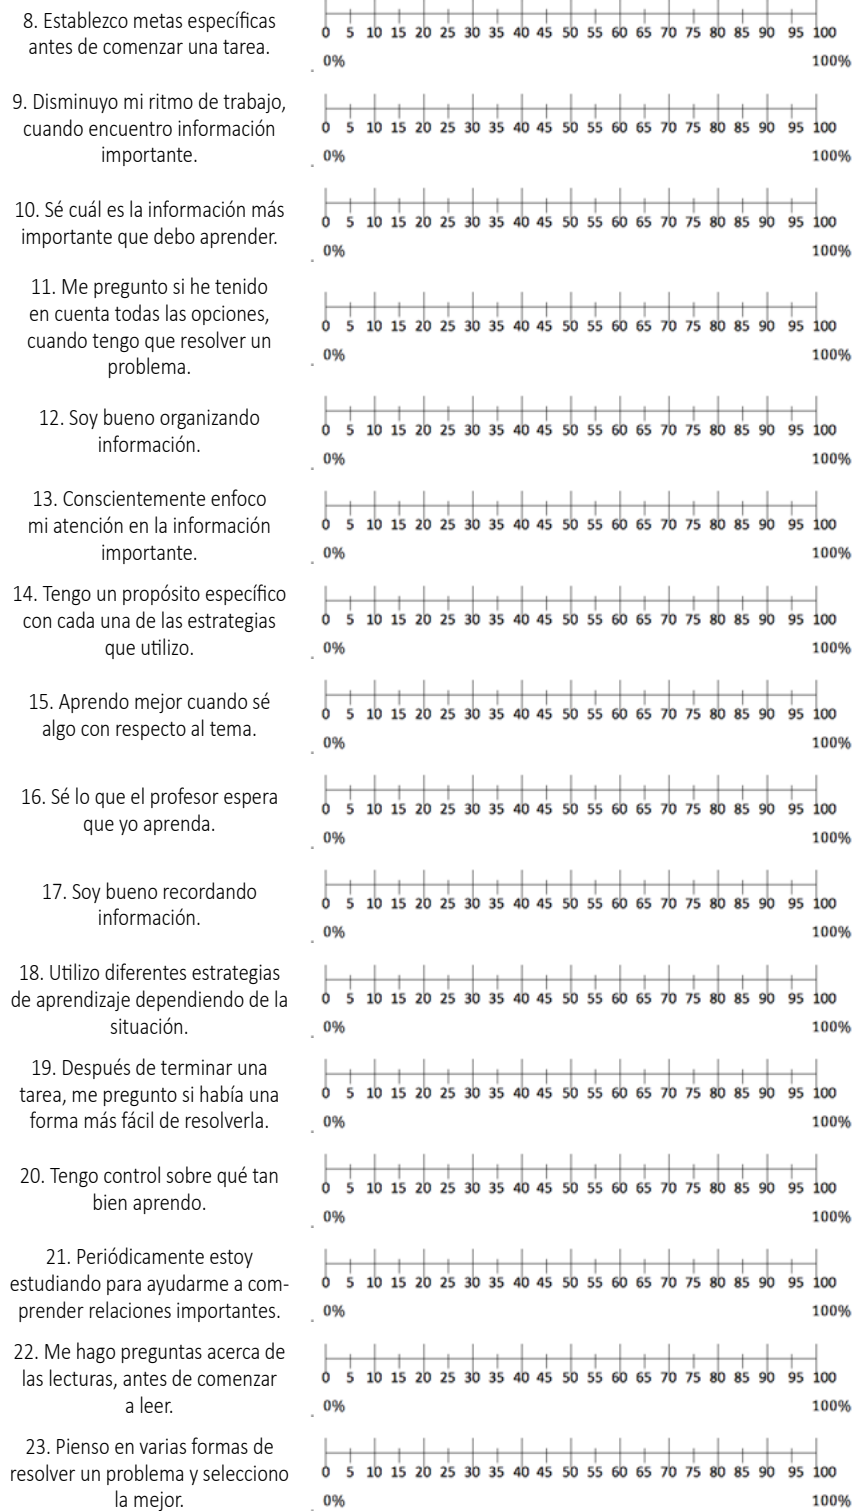 8. Establezco metas específicas
antes de comenzar una tarea.
0 5 10 15 20 25 30 35 40 45 50 55 60 65 70 75 80 85 90 95 100
0% 100%
9. Disminuyo mi ritmo de trabajo,
cuando encuentro información
importante.
0 5 10 15 20 25 30 35 40 45 50 55 60 65 70 75 80 85 90 95 100
0% 100%
10. Sé cuál es la información más
importante que debo aprender.
0 5 10 15 20 25 30 35 40 45 50 55 60 65 70 75 80 85 90 95 100
0% 100%
11. Me pregunto si he tenido
en cuenta todas las opciones,
cuando tengo que resolver un
problema.
0 5 10 15 20 25 30 35 40 45 50 55 60 65 70 75 80 85 90 95 100
0% 100%
12. Soy bueno organizando
información.
0 5 10 15 20 25 30 35 40 45 50 55 60 65 70 75 80 85 90 95 100
0% 100%
13. Conscientemente enfoco
mi atención en la información
importante.
0 5 10 15 20 25 30 35 40 45 50 55 60 65 70 75 80 85 90 95 100
0% 100%
14. Tengo un propósito específico
con cada una de las estrategias
que utilizo.
0 5 10 15 20 25 30 35 40 45 50 55 60 65 70 75 80 85 90 95 100
0% 100%
15. Aprendo mejor cuando sé
algo con respecto al tema.
0 5 10 15 20 25 30 35 40 45 50 55 60 65 70 75 80 85 90 95 100
0% 100%
16. Sé lo que el profesor espera
que yo aprenda.
0 5 10 15 20 25 30 35 40 45 50 55 60 65 70 75 80 85 90 95 100
0% 100%
17. Soy bueno recordando
información.
0 5 10 15 20 25 30 35 40 45 50 55 60 65 70 75 80 85 90 95 100
0% 100%
18. Utilizo diferentes estrategias
de aprendizaje dependiendo de la
situación.
0 5 10 15 20 25 30 35 40 45 50 55 60 65 70 75 80 85 90 95 100
0% 100%
19. Después de terminar una
tarea, me pregunto si había una
forma más fácil de resolverla.
0 5 10 15 20 25 30 35 40 45 50 55 60 65 70 75 80 85 90 95 100
0% 100%
20. Tengo control sobre qué tan
bien aprendo.
0 5 10 15 20 25 30 35 40 45 50 55 60 65 70 75 80 85 90 95 100
0% 100%
21. Periódicamente estoy
estudiando para ayudarme a com-
prender relaciones importantes.
0 5 10 15 20 25 30 35 40 45 50 55 60 65 70 75 80 85 90 95 100
0% 100%
22. Me hago preguntas acerca de
las lecturas, antes de comenzar
a leer.
0 5 10 15 20 25 30 35 40 45 50 55 60 65 70 75 80 85 90 95 100
0% 100%
23. Pienso en varias formas de
resolver un problema y selecciono
la mejor.
0 5 10 15 20 25 30 35 40 45 50 55 60 65 70 75 80 85 90 95 100
0% 100%